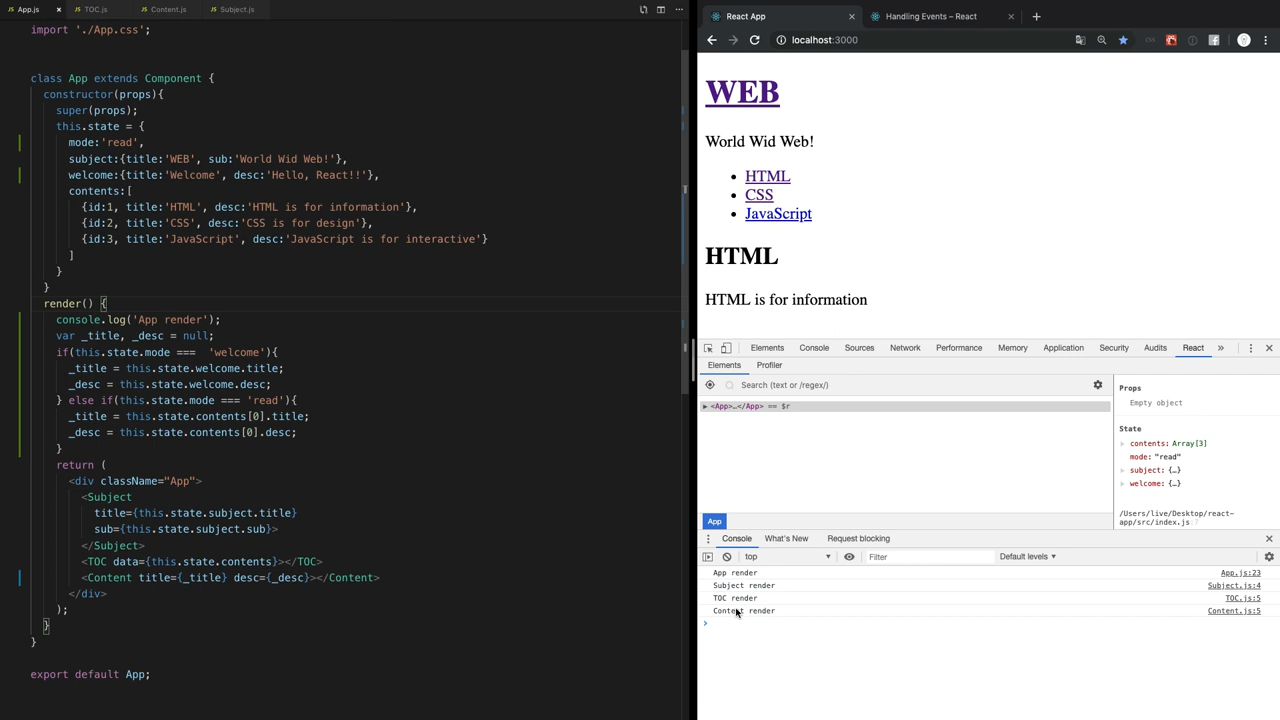 App.js
TOC.js
Content.js
Subject.js
import './App.css';
class App extends Component {
constructor(props){
super(props);
this.state = {
mode:'read',
subject:{title:'WEB', sub:'World Wid Web!'},
welcome:{title:'Welcome', desc:'Hello, React!!'},
contents:[
{id:1, title:'HTML', desc:'HTML is for information'},
{id:2, title:'CSS', desc:'CSS is for design'},
{id:3, title:'JavaScript', desc:'JavaScript is for interactive'}
]
}
}
render() {
console.log('App render');
var _title, _desc = null;
if(this.state.mode ===  'welcome'){
_title = this.state.welcome.title;
_desc = this.state.welcome.desc;
} else if(this.state.mode === 'read'){
_title = this.state.contents[0].title;
_desc = this.state.contents[0].desc;
}
return (
<div className="App">
<Subject
title={this.state.subject.title}
sub={this.state.subject.sub}>
</Subject>
<TOC data={this.state.contents}></TOC>
<Content title={_title} desc={_desc}></Content>
</div>
);
}
}
export default App;
React App
Handling Events – React
localhost:3000
WEB
World Wid Web!
HTML
CSS
JavaScript
HTML
HTML is for information
Elements Console Sources Network Performance Memory Application Security Audits React »
Elements Profiler
Search (text or /regex/)
<App>…</App> == $r
App
Props
Empty object
State
contents: Array[3]
mode: "read"
subject: {…}
welcome: {…}
/Users/live/Desktop/react-
app/src/index.js:7
Console What's New Request blocking
top Filter Default levels
App render App.js:23
Subject render Subject.js:4
TOC render TOC.js:5
Content render Content.js:5